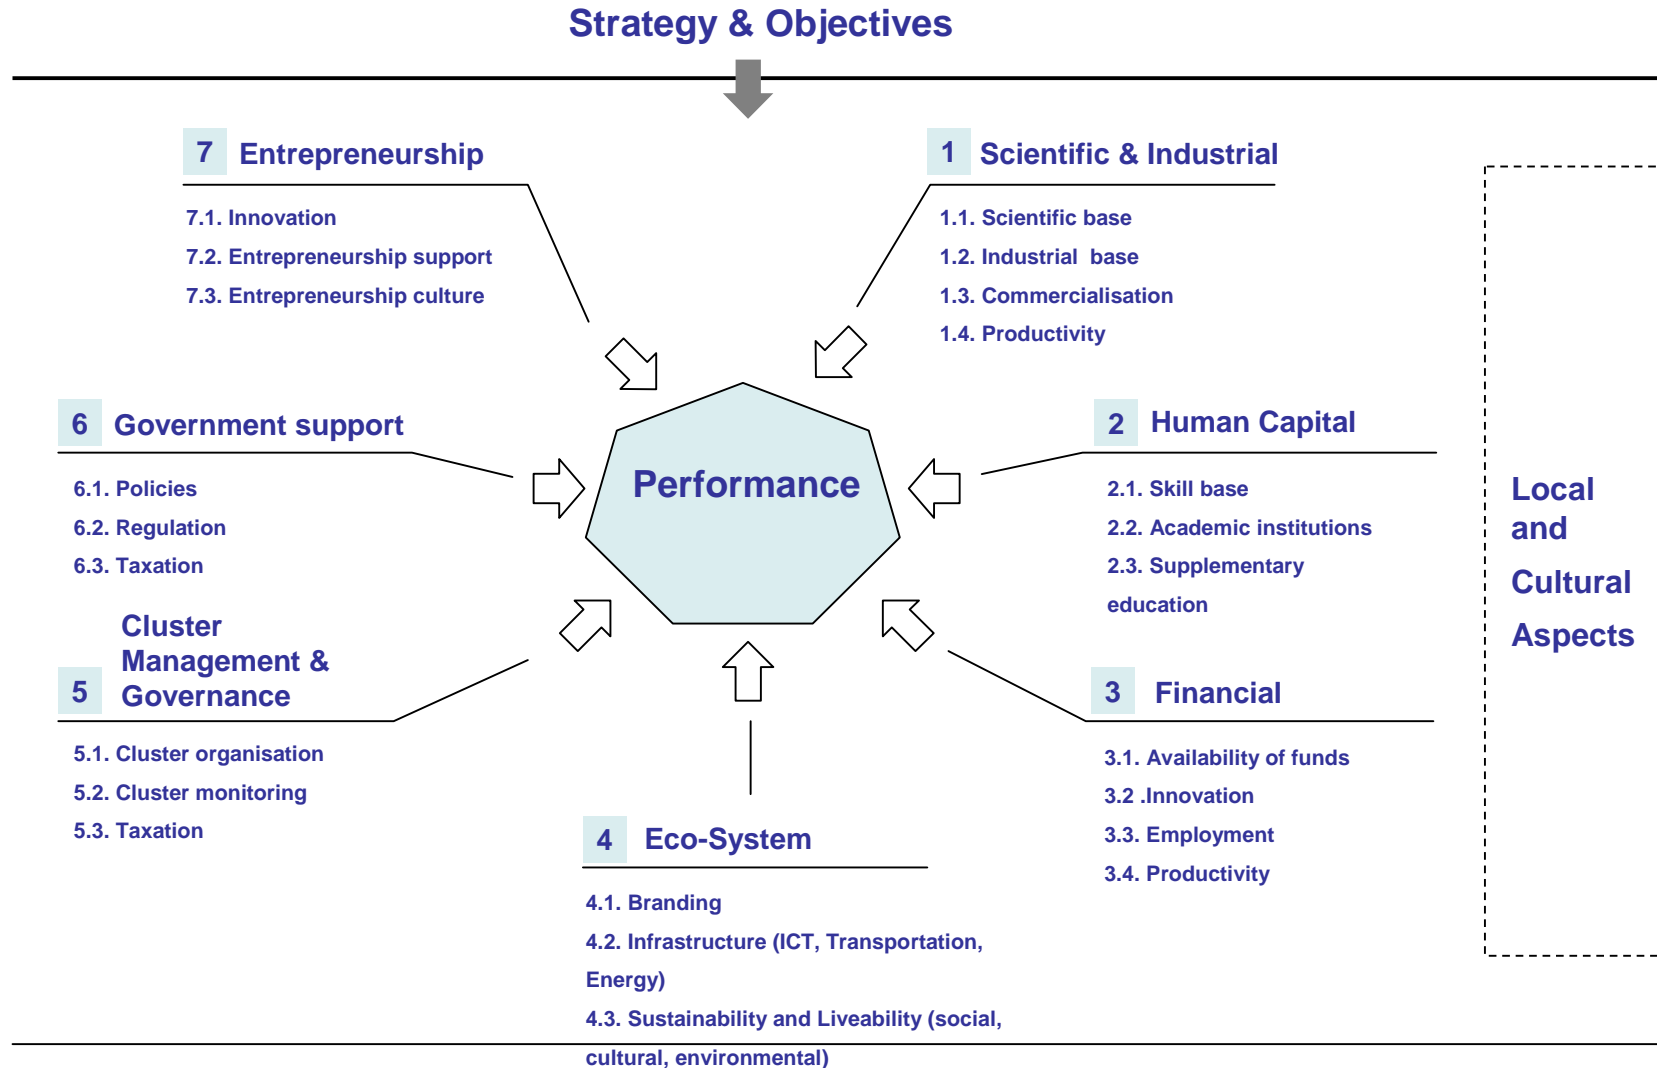 Strategy & Objectives
7 Entrepreneurship
7.1. Innovation
7.2. Entrepreneurship support
7.3. Entrepreneurship culture
1 Scientific & Industrial
1.1. Scientific base
1.2. Industrial  base
1.3. Commercialisation
1.4. Productivity
6 Government support
6.1. Policies
6.2. Regulation
6.3. Taxation
Performance
2 Human Capital
2.1. Skill base
2.2. Academic institutions
2.3. Supplementary
education
Local
and
Cultural
Aspects
Cluster
Management &
5 Governance
5.1. Cluster organisation
5.2. Cluster monitoring
5.3. Taxation
3 Financial
3.1. Availability of funds
3.2 .Innovation
3.3. Employment
3.4. Productivity
4 Eco-System
4.1. Branding
4.2. Infrastructure (ICT, Transportation,
Energy)
4.3. Sustainability and Liveability (social,
cultural, environmental)